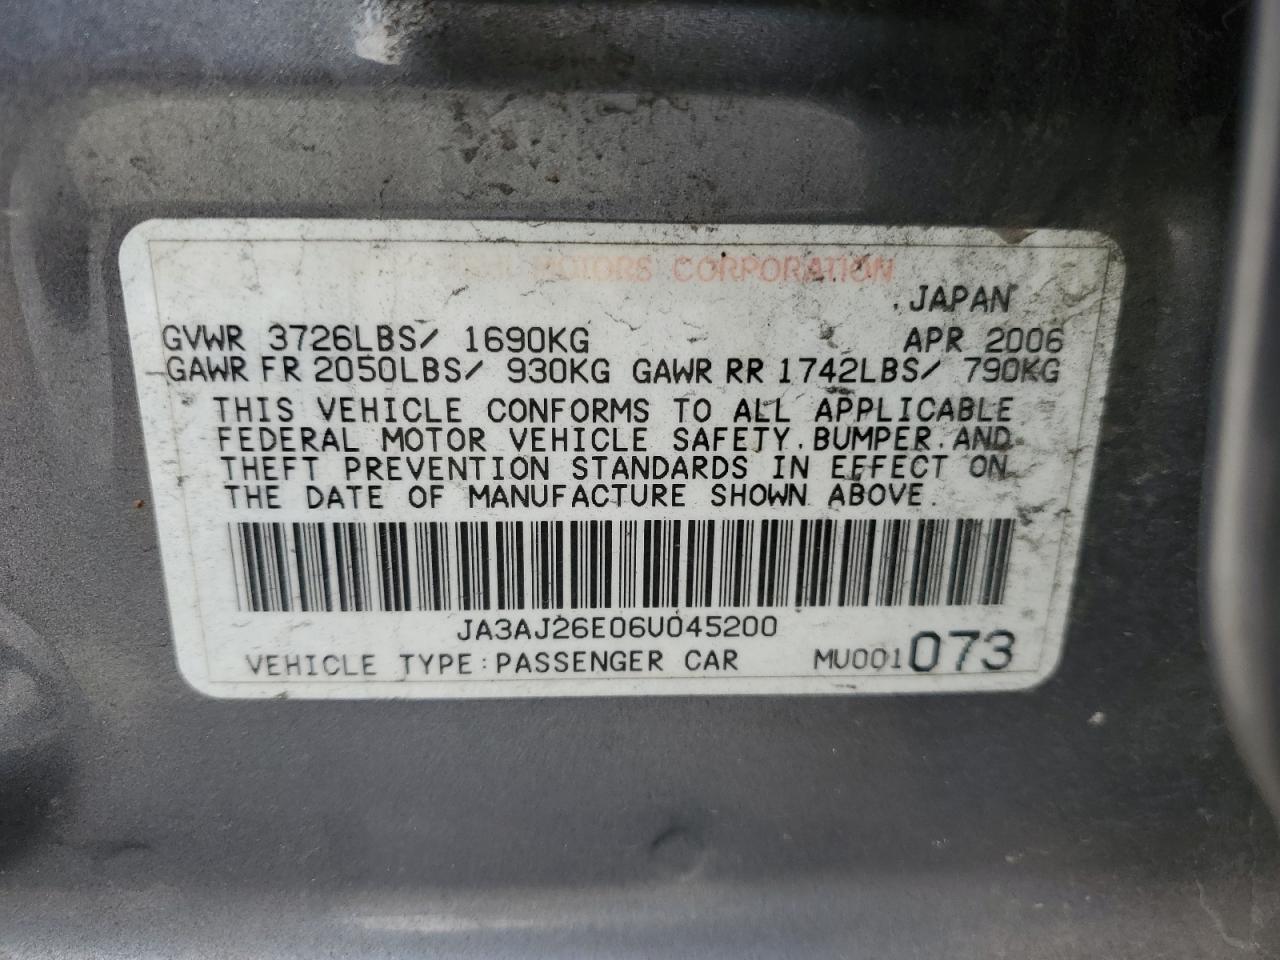 MOTORS CORPORATION
JAPAN
GVWR 3726LBS/ 1690KG APR 2006
GAWR FR 2050LBS/ 930KG GAWR RR 1742LBS/ 790KG
THIS VEHICLE CONFORMS TO ALL APPLICABLE
FEDERAL MOTOR VEHICLE SAFETY, BUMPER, AND
THEFT PREVENTION STANDARDS IN EFFECT ON
THE DATE OF MANUFACTURE SHOWN ABOVE.
JA3AJ26E06U045200
VEHICLE TYPE: PASSENGER CAR MU001073